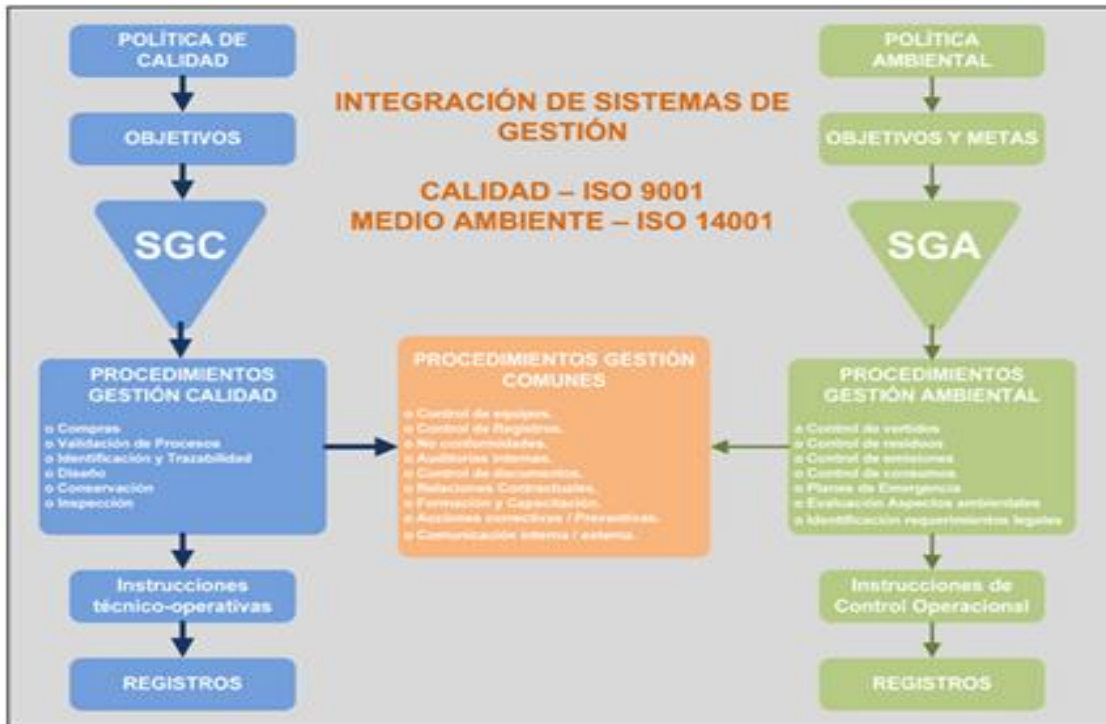 POLÍTICA DE
CALIDAD
OBJETIVOS
SGC
PROCEDIMIENTOS
GESTIÓN CALIDAD
o Compras
o Validación de Procesos
o Identificación y Trazabilidad
o Diseño
o Conservación
o Inspección
Instrucciones
técnico-operativas
REGISTROS
INTEGRACIÓN DE SISTEMAS DE
GESTIÓN
CALIDAD – ISO 9001
MEDIO AMBIENTE – ISO 14001
PROCEDIMIENTOS GESTIÓN
COMUNES
o Control de equipos.
o Control de Registros.
o No conformidades.
o Auditorias internas.
o Control de documentos.
o Relaciones Contractuales.
o Formación y Capacitación.
o Acciones correctivas / Preventivas.
o Comunicación interna / externa.
POLÍTICA
AMBIENTAL
OBJETIVOS Y METAS
SGA
PROCEDIMIENTOS
GESTIÓN AMBIENTAL
o Control de vertidos
o Control de residuos
o Control de emisiones
o Control de consumos
o Planes de Emergencia
o Evaluación Aspectos ambientales
o Identificación requerimientos legales
Instrucciones de
Control Operacional
REGISTROS